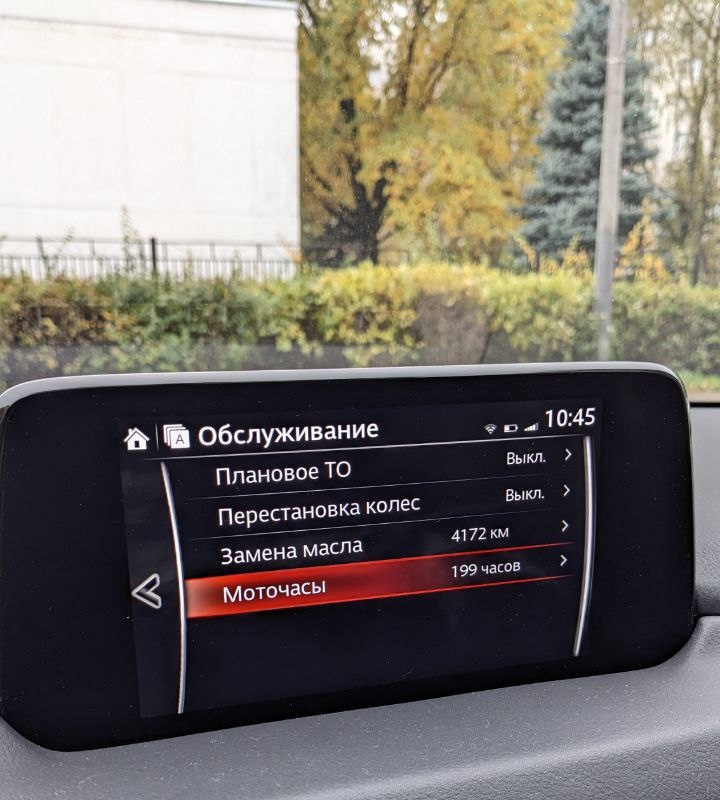 A Обслуживание 10:45
Плановое ТО Выкл.
Перестановка колес Выкл.
Замена масла 4172 км
Моточасы 199 часов